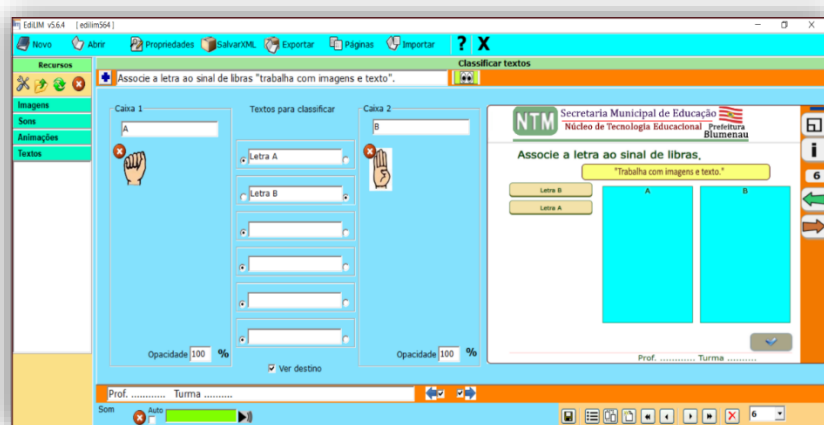 EdiLIM v5.6.4 [ edilim564 ]
Novo Abrir Propriedades SalvarXML Exportar Páginas Importar ? X
Recursos
Classificar textos
Associe a letra ao sinal de libras "trabalha com imagens e texto".
Imagens
Sons
Animações
Textos
Caixa 1
Textos para classificar
Caixa 2
A
B
Letra A
Letra B
Opacidade 100 %
Opacidade 100 %
Ver destino
NTM
Secretaria Municipal de Educação
Núcleo de Tecnologia Educacional
Prefeitura
Blumenau
Associe a letra ao sinal de libras,
"Trabalha com imagens e texto."
Letra B
Letra A
A
B
Prof. ............ Turma ..........
i
6
Prof. ............ Turma ..........
Som
Auto
6